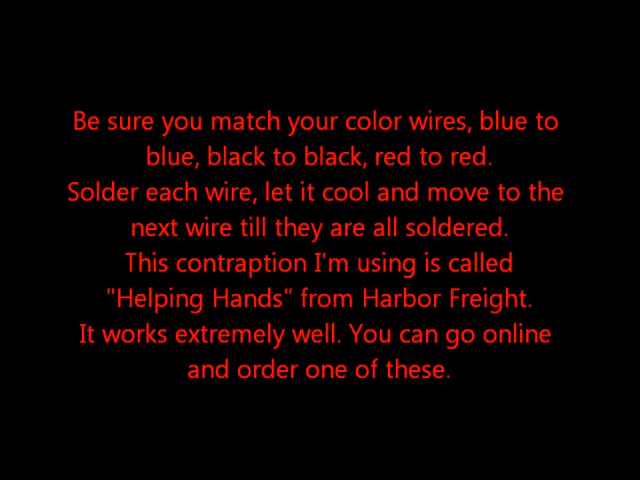 Be sure you match your color wires, blue to
blue, black to black, red to red.
Solder each wire, let it cool and move to the
next wire till they are all soldered.
This contraption I'm using is called
"Helping Hands" from Harbor Freight.
It works extremely well. You can go online
and order one of these.